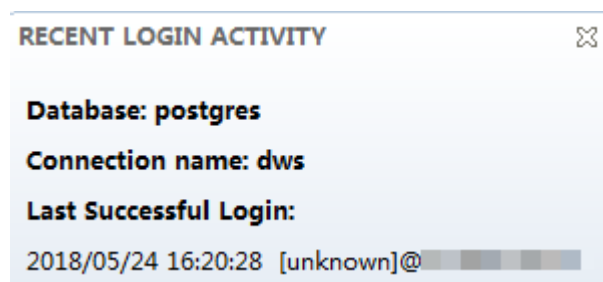 RECENT LOGIN ACTIVITY
Database: postgres
Connection name: dws
Last Successful Login:
2018/05/24 16:20:28 [unknown]@